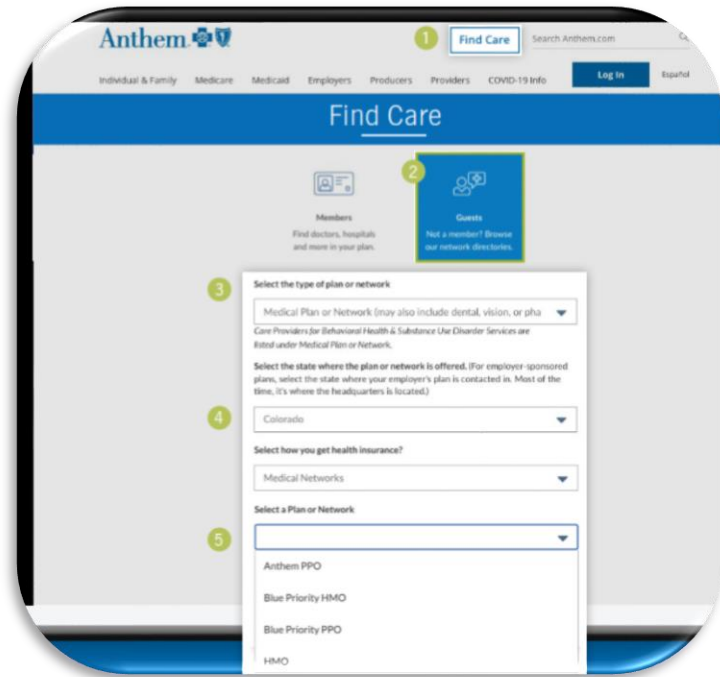 Anthem
1
Find Care
Search Anthem.com
Individual & Family Medicare Medicaid Employers Producers Providers COVID-19 Info Log In Español
Find Care
2
Members
Find doctors, hospitals
and more in your plan.
Guests
Not a member? Browse
our network directories.
3
Select the type of plan or network
Medical Plan or Network (may also include dental, vision, or pha
Care Providers for Behavioral Health & Substance Use Disorder Services are
listed under Medical Plan or Network.
Select the state where the plan or network is offered. (For employer-sponsored
plans, select the state where your employer's plan is contacted in. Most of the
time, it's where the headquarters is located.)
4
Colorado
Select how you get health insurance?
Medical Networks
Select a Plan or Network
5
Anthem PPO
Blue Priority HMO
Blue Priority PPO
HMO